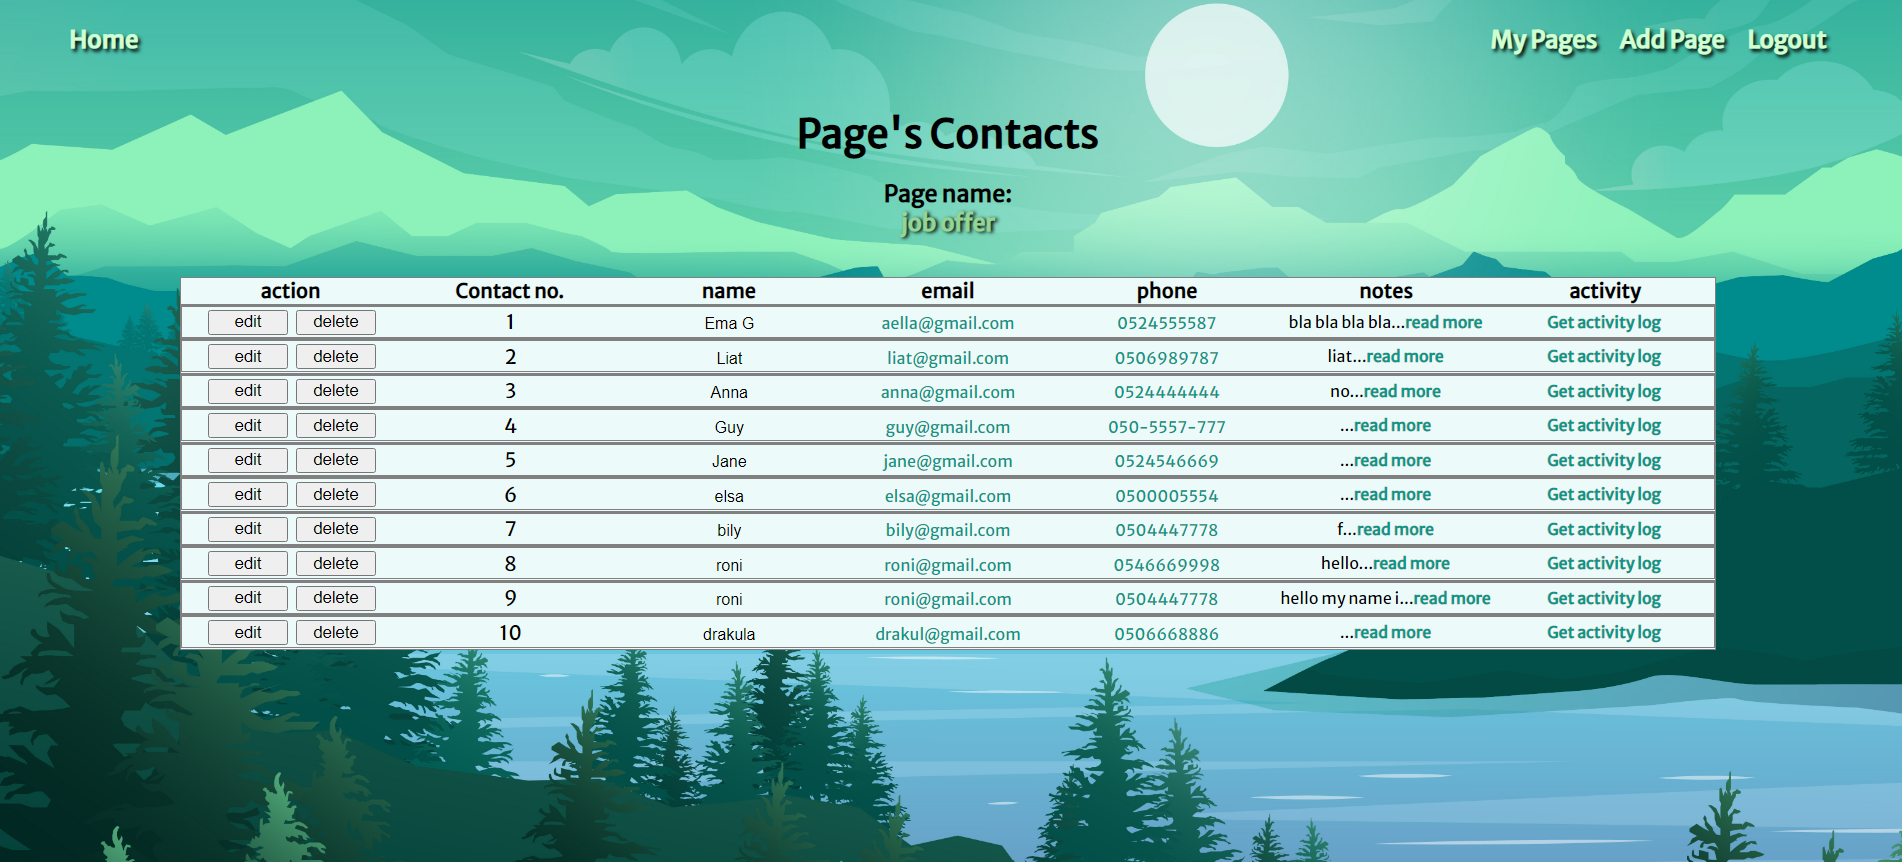 Home My Pages Add Page Logout
Page's Contacts
Page name:
job offer
action Contact no. name email phone notes activity
edit delete 1 Ema G aella@gmail.com 0524555587 bla bla bla bla...read more Get activity log
edit delete 2 Liat liat@gmail.com 0506989787 liat...read more Get activity log
edit delete 3 Anna anna@gmail.com 0524444444 no...read more Get activity log
edit delete 4 Guy guy@gmail.com 050-5557-777 ...read more Get activity log
edit delete 5 Jane jane@gmail.com 0524546669 ...read more Get activity log
edit delete 6 elsa elsa@gmail.com 0500005554 ...read more Get activity log
edit delete 7 bily bily@gmail.com 0504447778 f...read more Get activity log
edit delete 8 roni roni@gmail.com 0546669998 hello...read more Get activity log
edit delete 9 roni roni@gmail.com 0504447778 hello my name i...read more Get activity log
edit delete 10 drakula drakul@gmail.com 0506668886 ...read more Get activity log